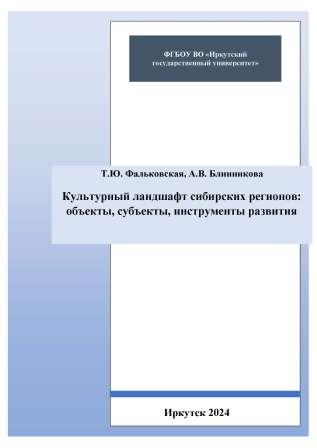 ФГБОУ ВО «Иркутский
государственный университет»
Т.Ю. Фальковская, А.В. Блинникова
Культурный ландшафт сибирских регионов:
объекты, субъекты, инструменты развития
Иркутск 2024